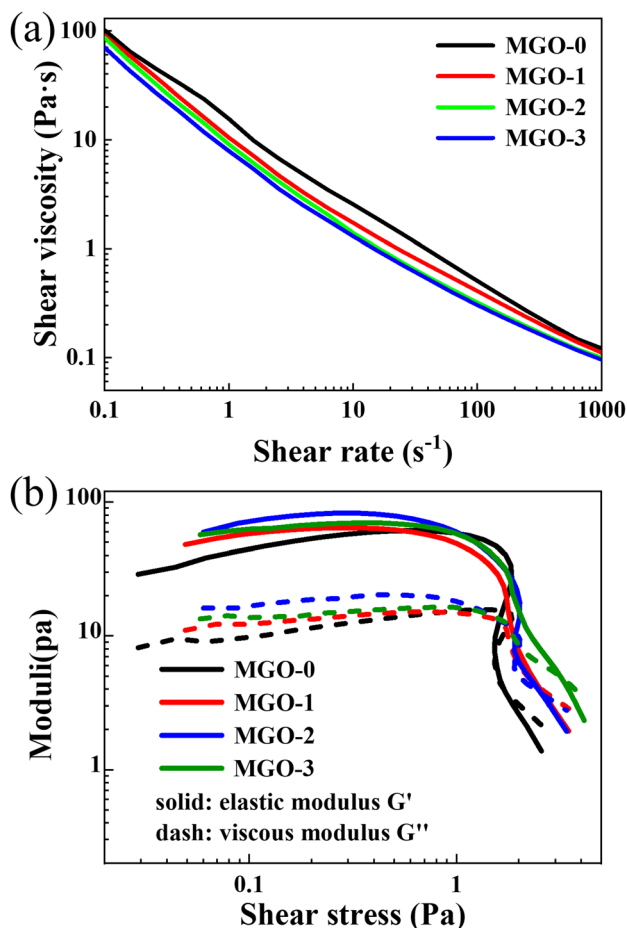 (a)
100
10
1
0.1
Shear viscosity (Pa·s)
MGO-0
MGO-1
MGO-2
MGO-3
0.1 1 10 100 1000
Shear rate (s⁻¹)
(b)
100
10
1
Moduli(pa)
MGO-0
MGO-1
MGO-2
MGO-3
solid: elastic modulus G'
dash: viscous modulus G''
0.1 1
Shear stress (Pa)